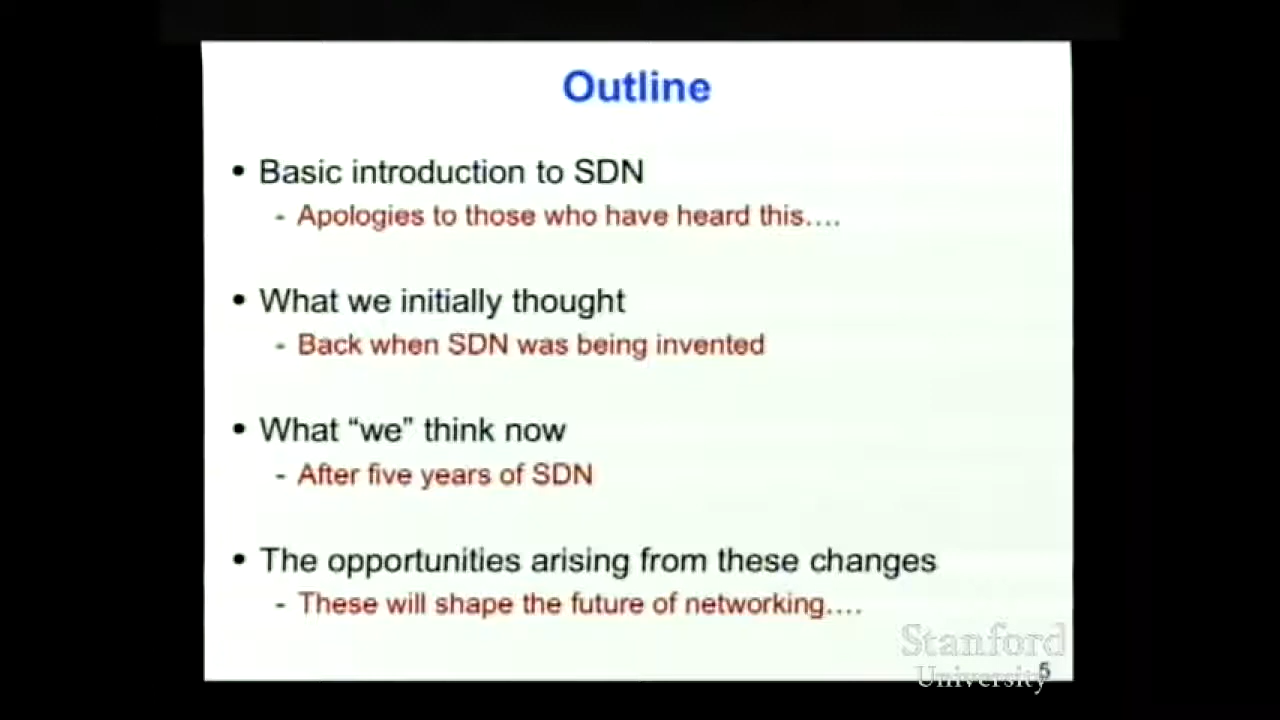 Outline
• Basic introduction to SDN
- Apologies to those who have heard this....
• What we initially thought
- Back when SDN was being invented
• What “we” think now
- After five years of SDN
• The opportunities arising from these changes
- These will shape the future of networking....
Stanford
University
5